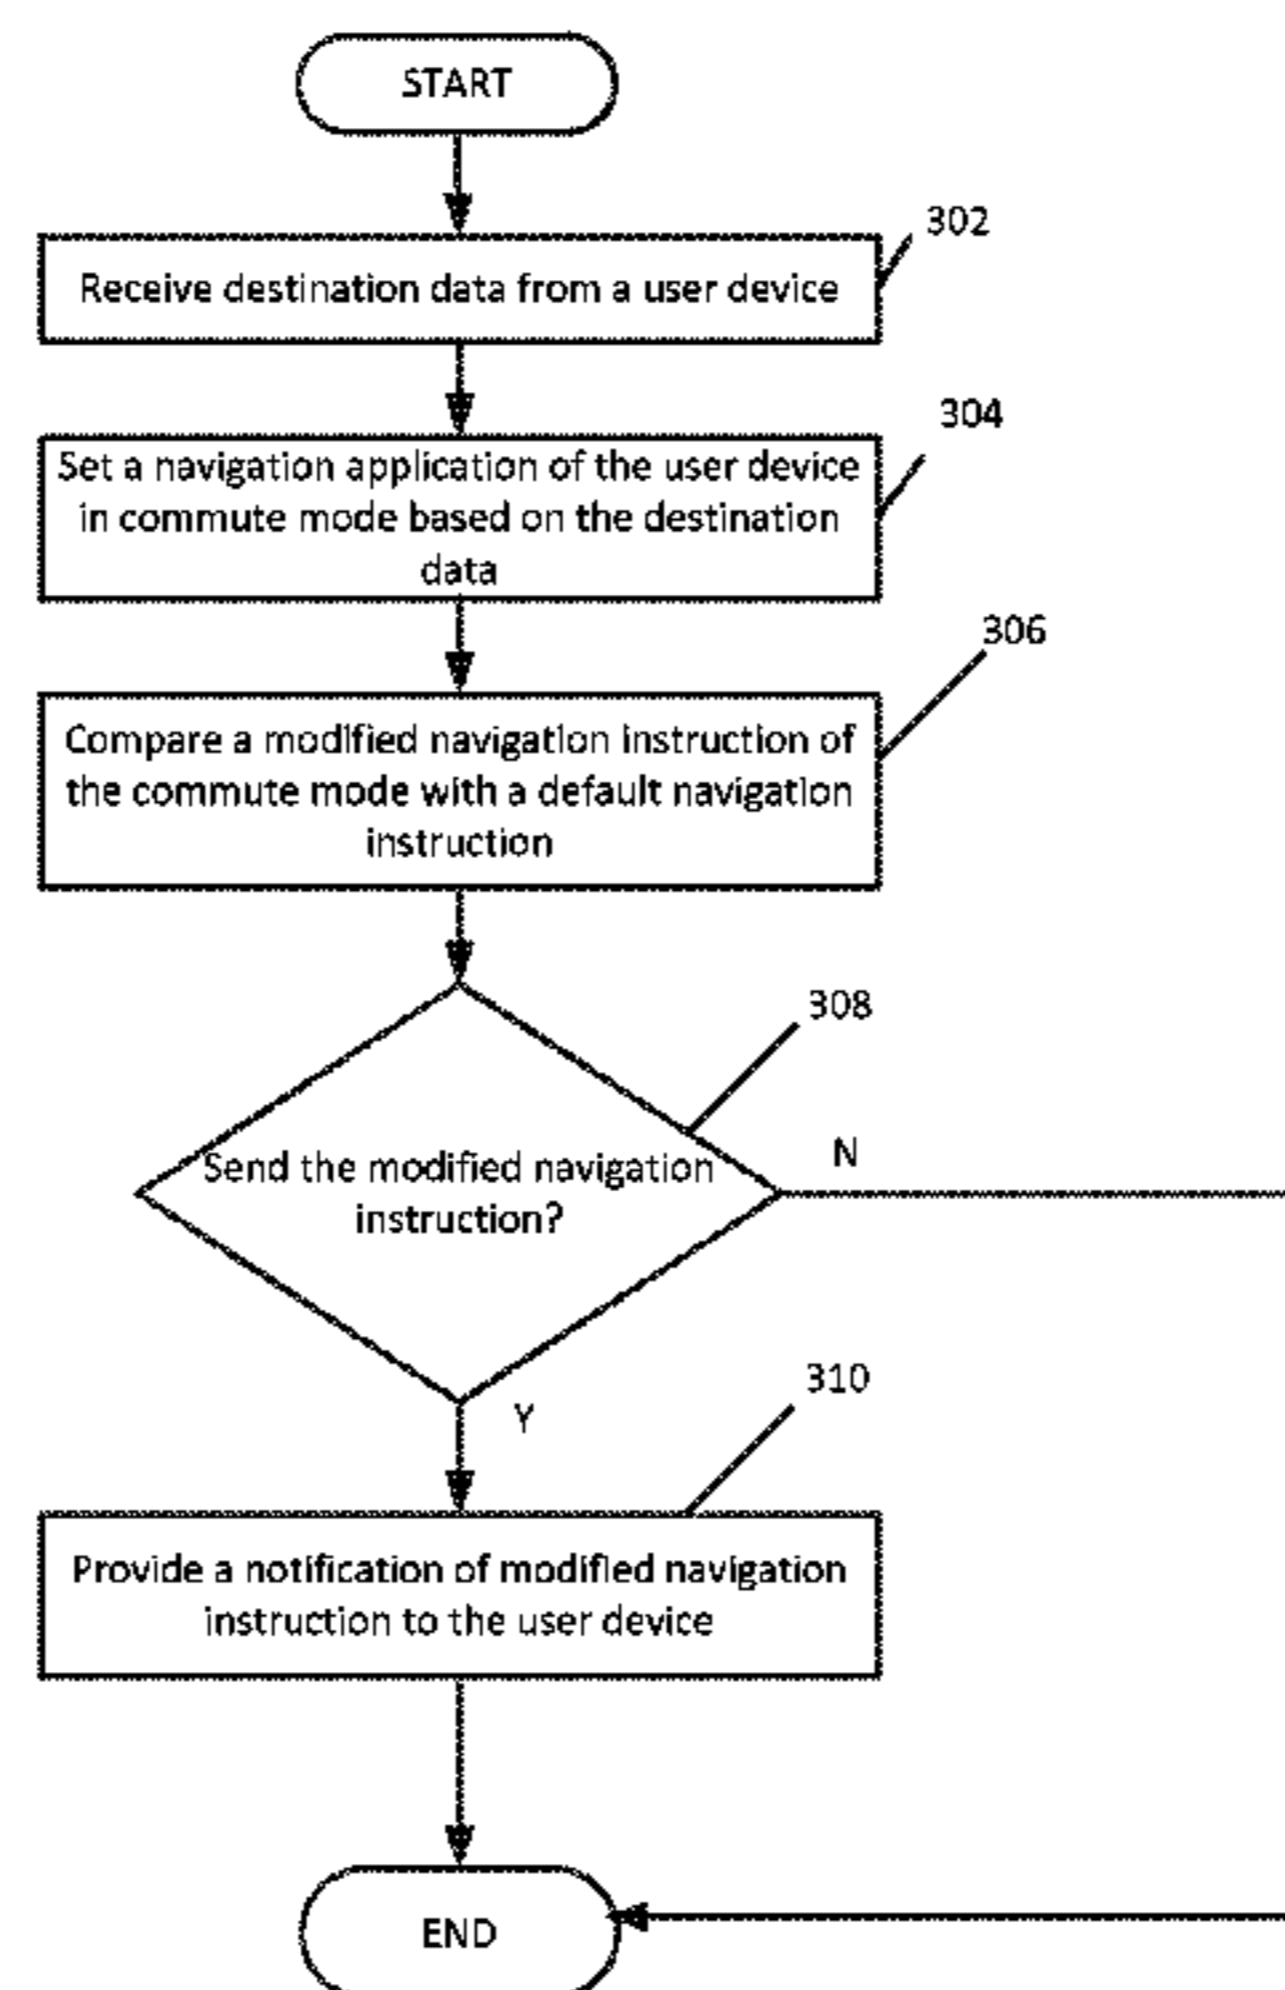 START
302
Receive destination data from a user device
304
Set a navigation application of the user device
in commute mode based on the destination
data
306
Compare a modified navigation instruction of
the commute mode with a default navigation
instruction
308
N
Send the modified navigation
instruction?
310
Y
Provide a notification of modified navigation
instruction to the user device
END